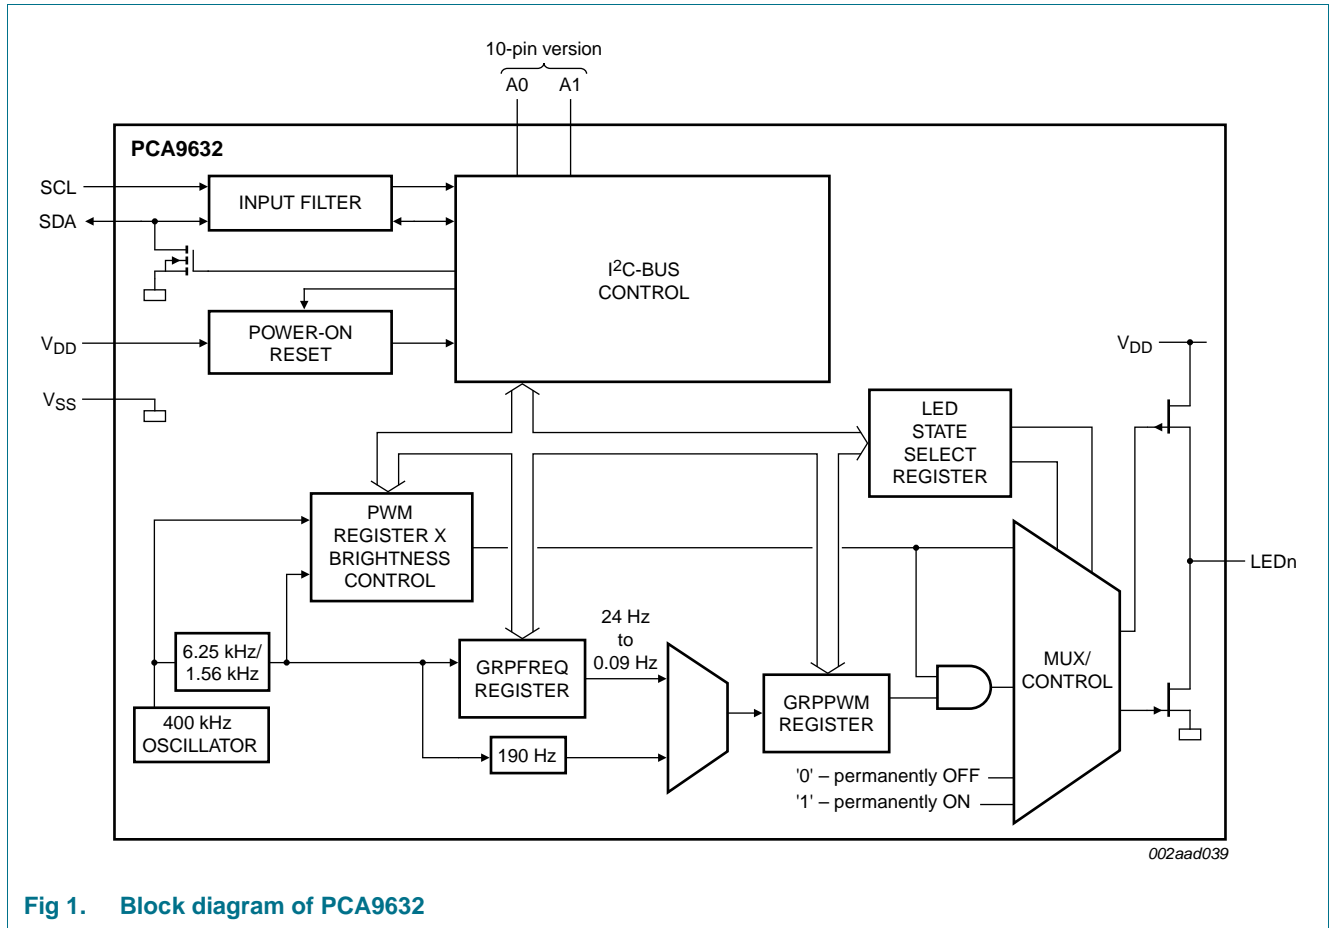 10-pin version
A0 A1
PCA9632
SCL
SDA
INPUT FILTER
I2C-BUS
CONTROL
VDD
POWER-ON
RESET
VSS
VDD
LED
STATE
SELECT
REGISTER
PWM
REGISTER X
BRIGHTNESS
CONTROL
LEDn
24 Hz
to
0.09 Hz
6.25 kHz/
1.56 kHz
GRPFREQ
REGISTER
MUX/
CONTROL
GRPPWM
REGISTER
400 kHz
OSCILLATOR
190 Hz
'0' – permanently OFF
'1' – permanently ON
002aad039
Fig 1. Block diagram of PCA9632